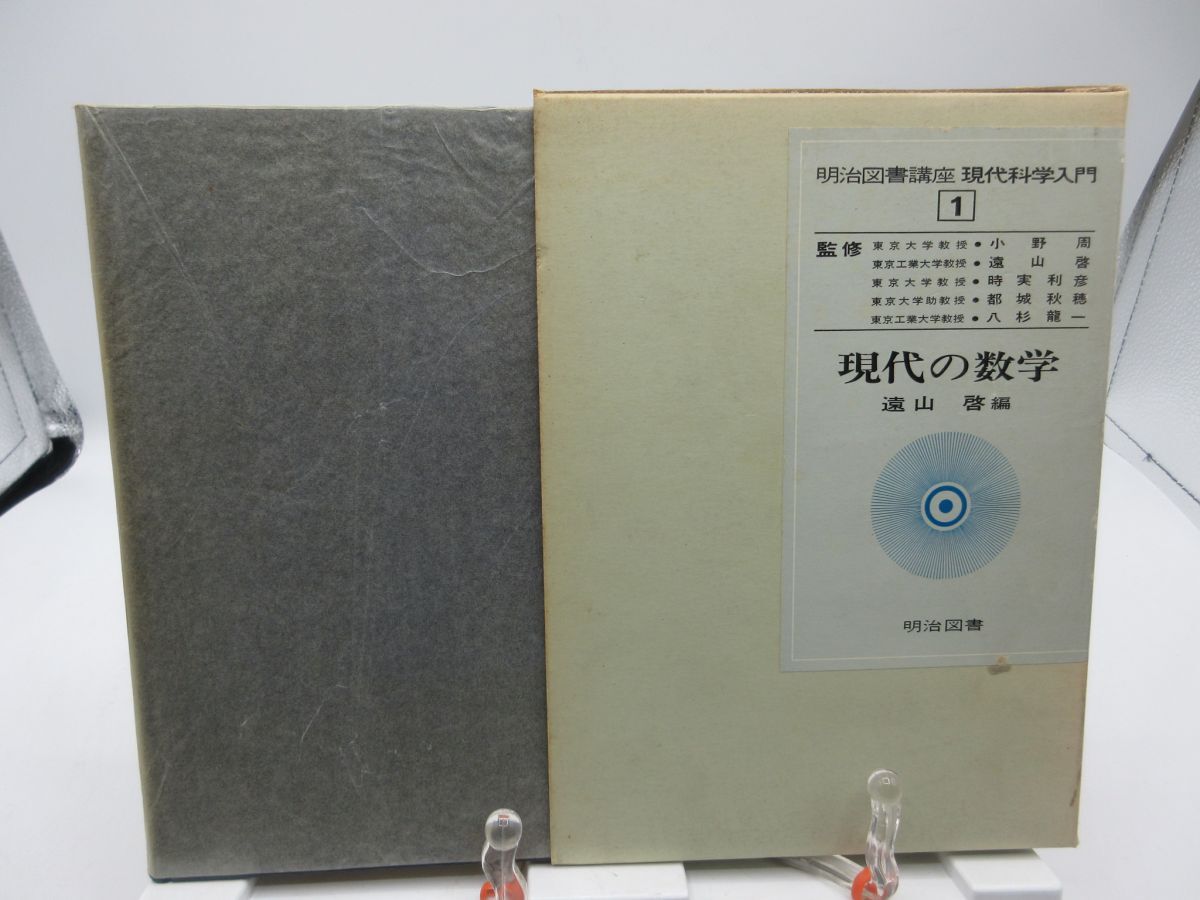 明治図書講座 現代科学入門
1
監修 東京大学教授 ● 小野周
東京工業大学教授 ● 遠山啓
東京大学教授 ● 時実利彦
東京大学助教授 ● 都城秋穂
東京工業大学教授 ● 八杉龍一
現代の数学
遠山 啓編
明治図書